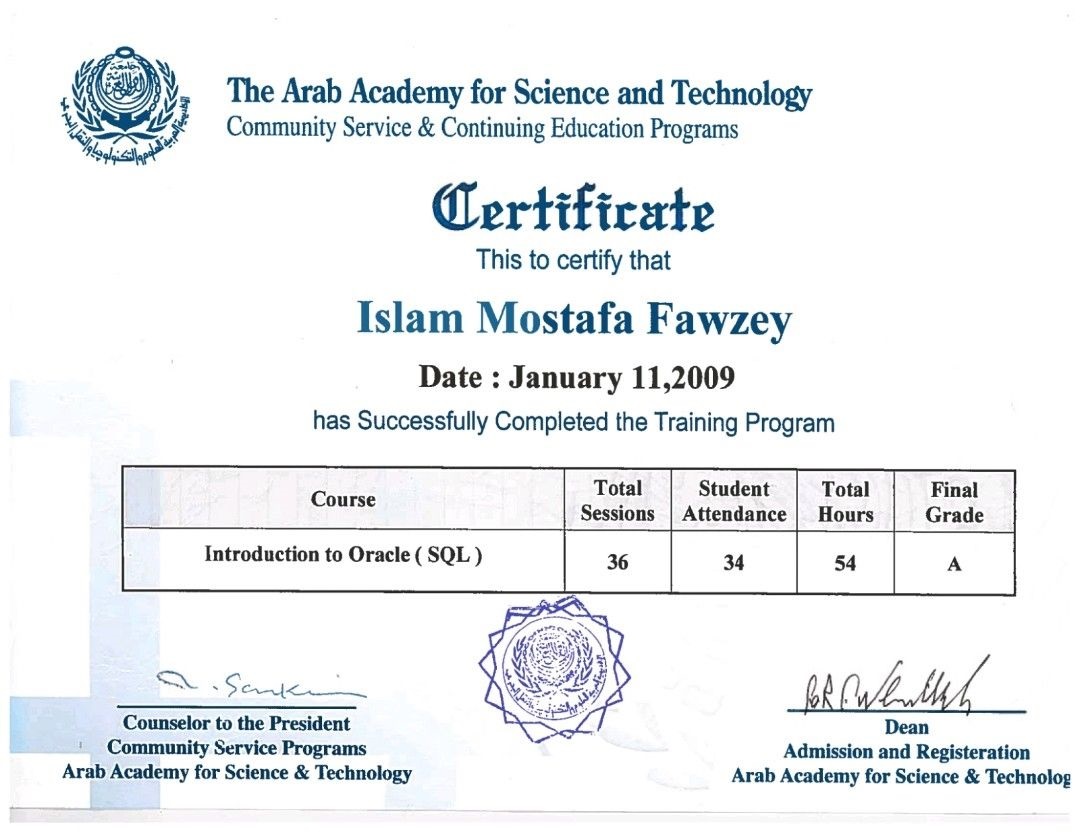 The Arab Academy for Science and Technology
Community Service & Continuing Education Programs
Certificate
This to certify that
Islam Mostafa Fawzey
Date : January 11,2009
has Successfully Completed the Training Program
Course Total Sessions Student Attendance Total Hours Final Grade
Introduction to Oracle ( SQL ) 36 34 54 A
Counselor to the President
Community Service Programs
Arab Academy for Science & Technology
Dean
Admission and Registeration
Arab Academy for Science & Technolog